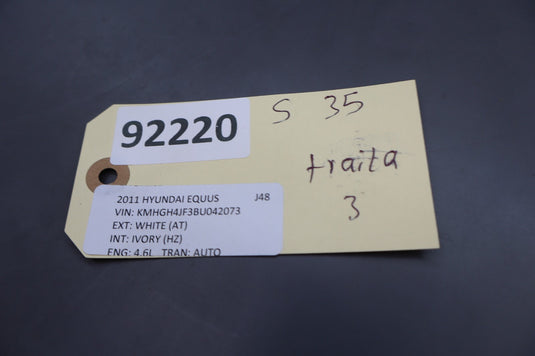 92220
S 35
traita
3
2011 HYUNDAI EQUUS J48
VIN: KMHGH4JF3BU042073
EXT: WHITE (AT)
INT: IVORY (HZ)
ENG: 4.6L TRAN: AUTO